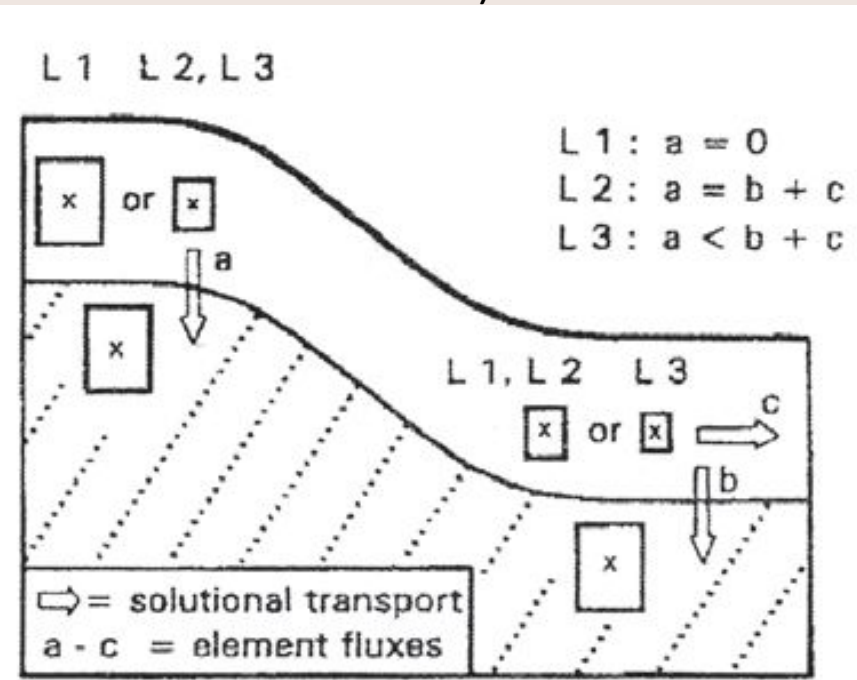 L 1 L 2, L 3
L 1 : a = 0
L 2 : a = b + c
L 3 : a < b + c
x or x
a
x
L 1, L 2 L 3
x or x
c
b
x
⇨ = solutional transport
a - c = element fluxes